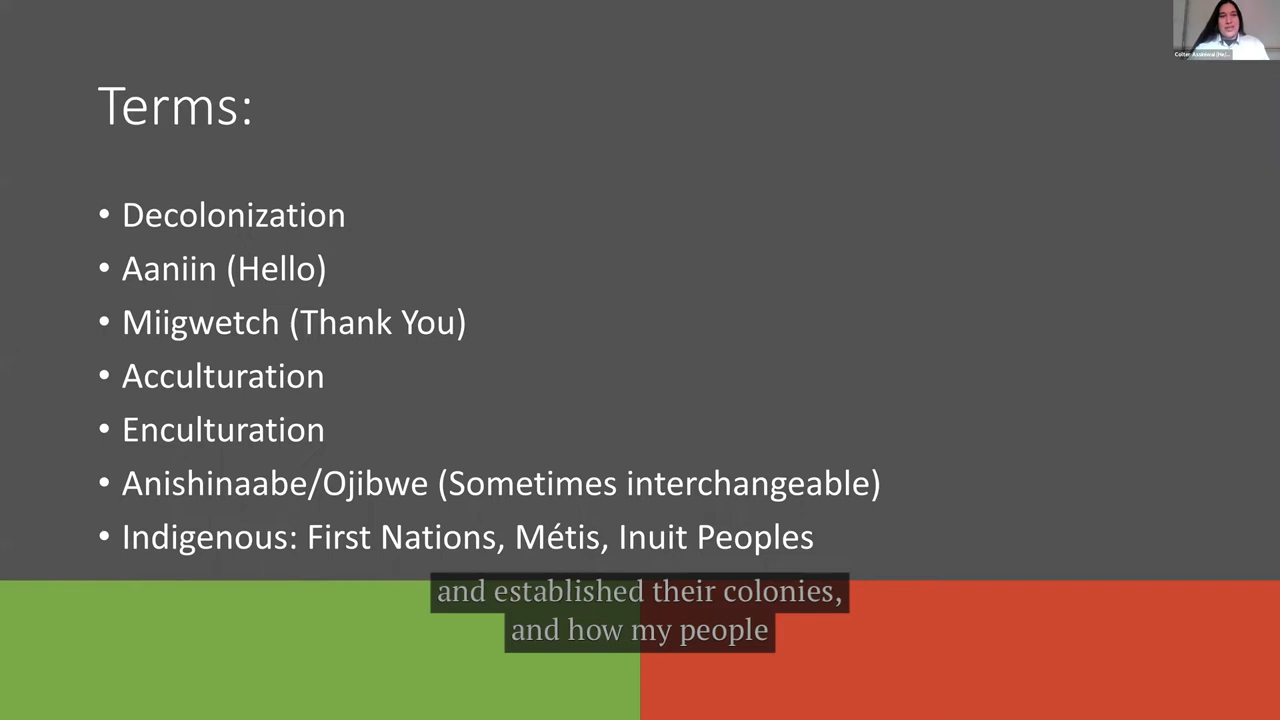 Terms:
• Decolonization
• Aaniin (Hello)
• Miigwetch (Thank You)
• Acculturation
• Enculturation
• Anishinaabe/Ojibwe (Sometimes interchangeable)
• Indigenous: First Nations, Métis, Inuit Peoples
and established their colonies,
and how my people